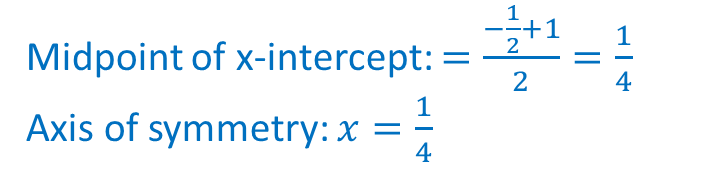 Midpoint of x-intercept: = (-1/2+1)/2 = 1/4
Axis of symmetry: x = 1/4